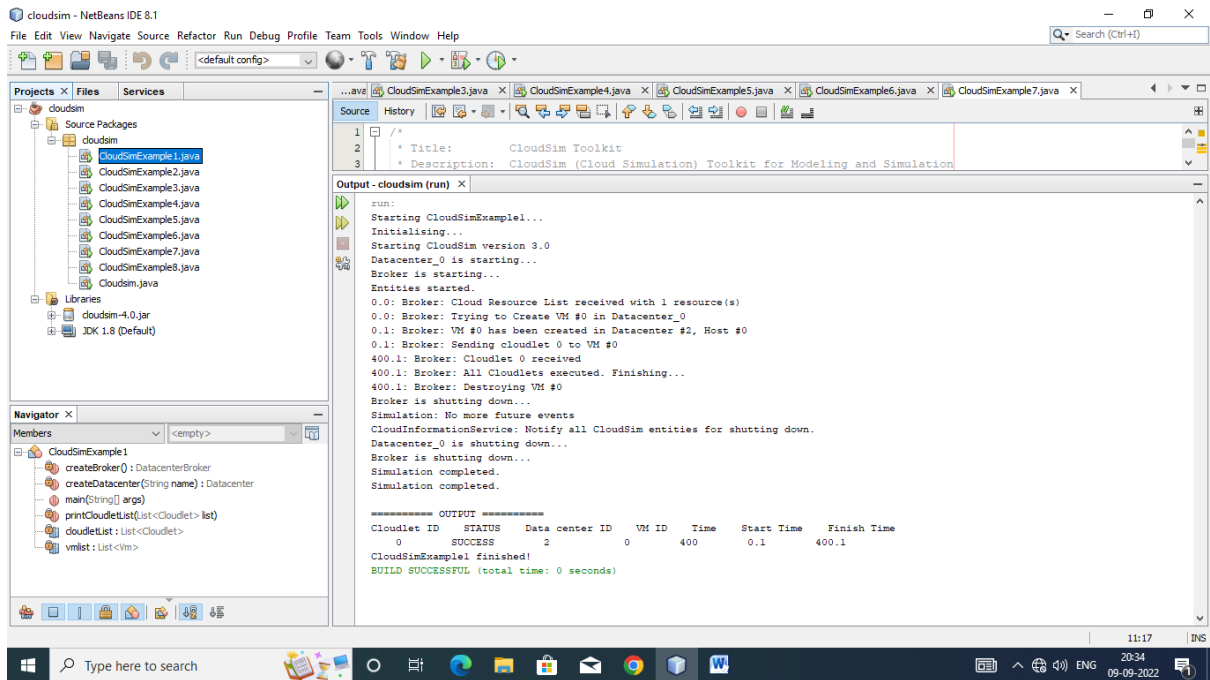 cloudsim - NetBeans IDE 8.1
File Edit View Navigate Source Refactor Run Debug Profile Team Tools Window Help
Search (Ctrl+I)
<default config>
Projects Files Services
cloudsim
Source Packages
cloudsim
CloudSimExample1.java
CloudSimExample2.java
CloudSimExample3.java
CloudSimExample4.java
CloudSimExample5.java
CloudSimExample6.java
CloudSimExample7.java
CloudSimExample8.java
Cloudsim.java
Libraries
cloudsim-4.0.jar
JDK 1.8 (Default)
Navigator
Members <empty>
CloudSimExample1
createBroker() : DatacenterBroker
createDatacenter(String name) : Datacenter
main(String[] args)
printCloudletList(List<Cloudlet> list)
cloudletList : List<Cloudlet>
vmlist : List<Vm>
...ava CloudSimExample3.java CloudSimExample4.java CloudSimExample5.java CloudSimExample6.java CloudSimExample7.java
Source History
1 /*
2 * Title: CloudSim Toolkit
3 * Description: CloudSim (Cloud Simulation) Toolkit for Modeling and Simulation
Output - cloudsim (run)
run:
Starting CloudSimExample1...
Initialising...
Starting CloudSim version 3.0
Datacenter_0 is starting...
Broker is starting...
Entities started.
0.0: Broker: Cloud Resource List received with 1 resource(s)
0.0: Broker: Trying to Create VM #0 in Datacenter_0
0.1: Broker: VM #0 has been created in Datacenter #2, Host #0
0.1: Broker: Sending cloudlet 0 to VM #0
400.1: Broker: Cloudlet 0 received
400.1: Broker: All Cloudlets executed. Finishing...
400.1: Broker: Destroying VM #0
Broker is shutting down...
Simulation: No more future events
CloudInformationService: Notify all CloudSim entities for shutting down.
Datacenter_0 is shutting down...
Broker is shutting down...
Simulation completed.
Simulation completed.
========== OUTPUT ==========
Cloudlet ID STATUS Data center ID VM ID Time Start Time Finish Time
0 SUCCESS 2 0 400 0.1 400.1
CloudSimExample1 finished!
BUILD SUCCESSFUL (total time: 0 seconds)
11:17 INS
Type here to search
ENG
20:34
09-09-2022